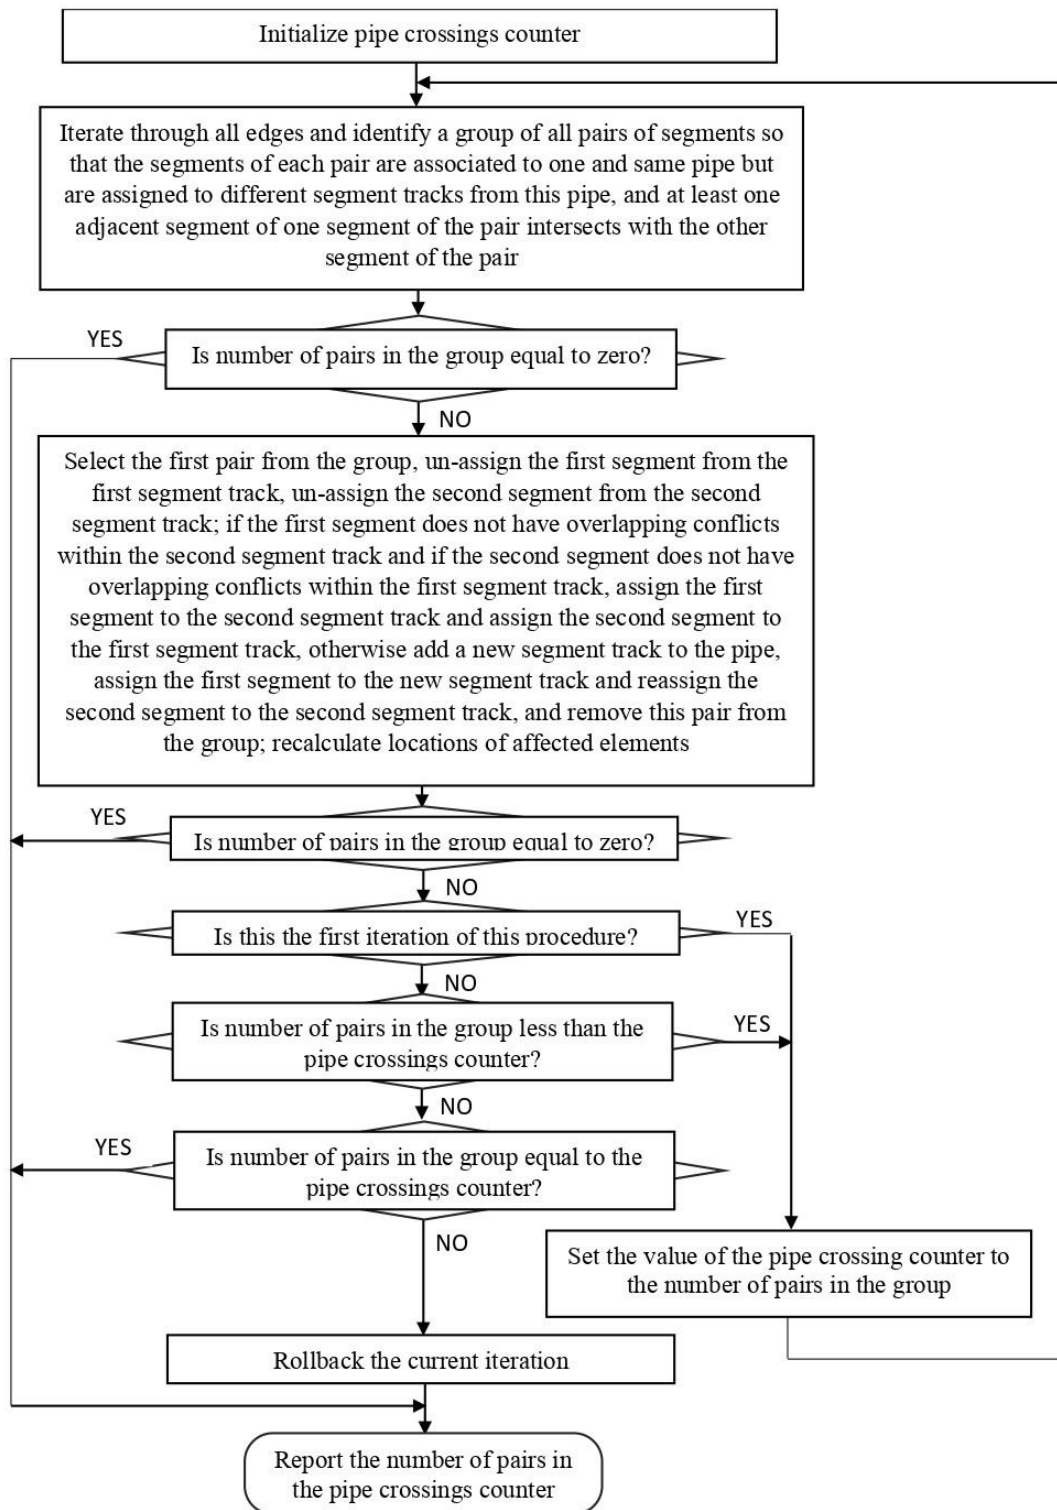 Initialize pipe crossings counter
Iterate through all edges and identify a group of all pairs of segments so
that the segments of each pair are associated to one and same pipe but
are assigned to different segment tracks from this pipe, and at least one
adjacent segment of one segment of the pair intersects with the other
segment of the pair
YES
Is number of pairs in the group equal to zero?
NO
Select the first pair from the group, un-assign the first segment from the
first segment track, un-assign the second segment from the second
segment track; if the first segment does not have overlapping conflicts
within the second segment track and if the second segment does not have
overlapping conflicts within the first segment track, assign the first
segment to the second segment track and assign the second segment to
the first segment track, otherwise add a new segment track to the pipe,
assign the first segment to the new segment track and reassign the
second segment to the second segment track, and remove this pair from
the group; recalculate locations of affected elements
YES
Is number of pairs in the group equal to zero?
NO
YES
Is this the first iteration of this procedure?
NO
Is number of pairs in the group less than the
pipe crossings counter?
YES
NO
YES
Is number of pairs in the group equal to the
pipe crossings counter?
NO
Set the value of the pipe crossing counter to
the number of pairs in the group
Rollback the current iteration
Report the number of pairs in
the pipe crossings counter